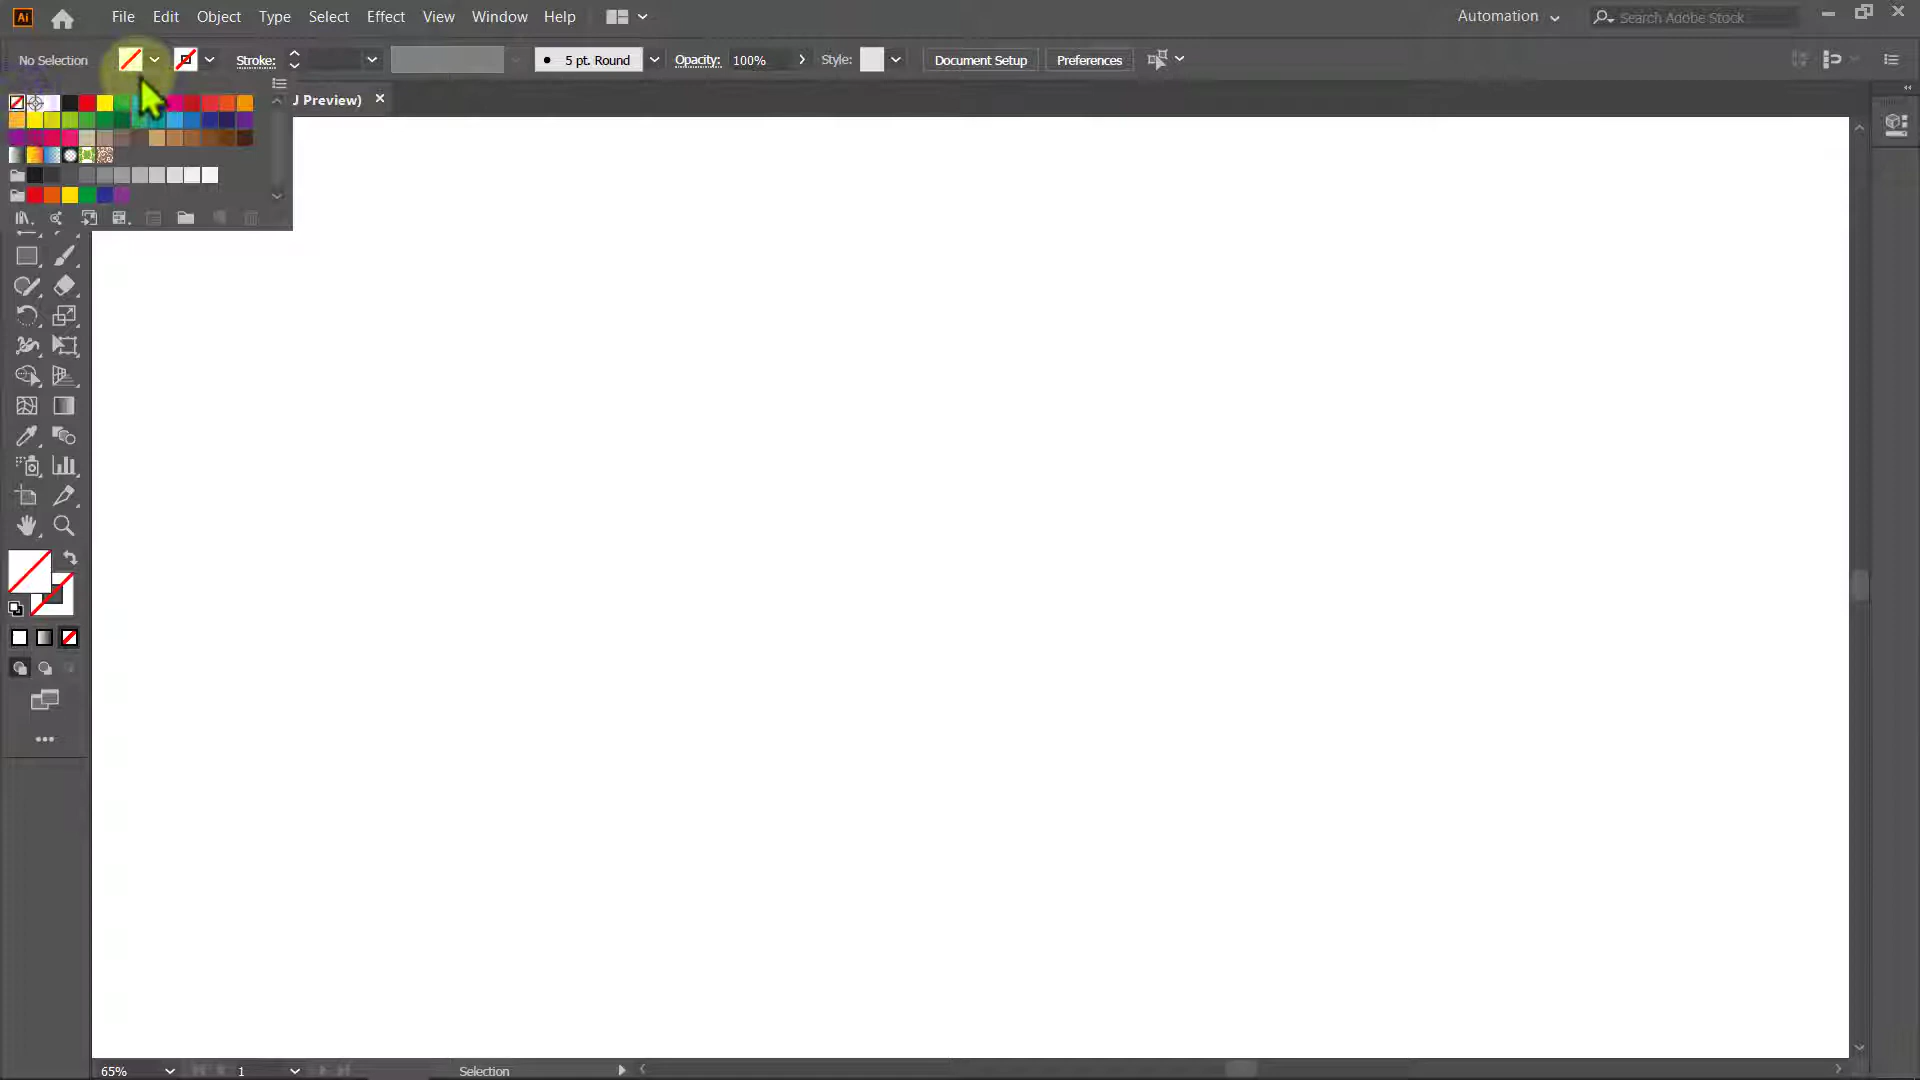 Ai File Edit Object Type Select Effect View Window Help Automation Search Adobe Stock
No Selection Stroke: 5 pt. Round Opacity: 100% Style: Document Setup Preferences
Preview)
65% 1 Selection